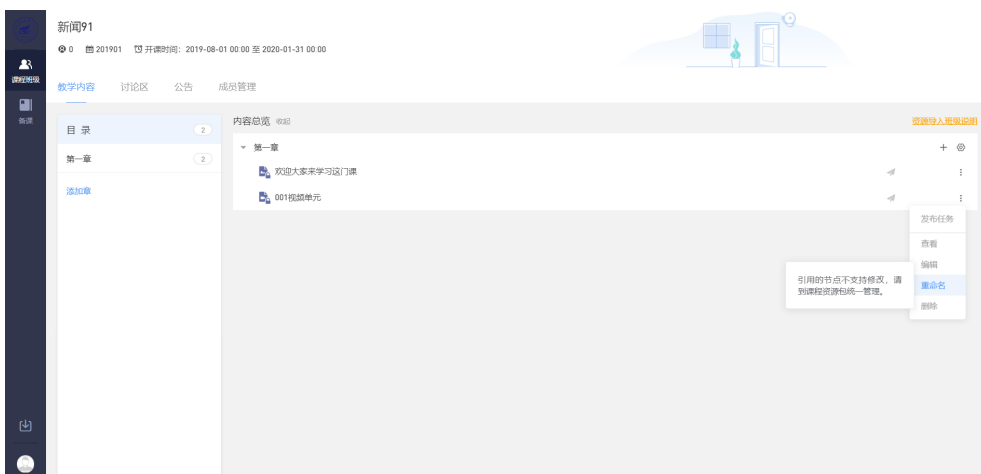 新闻91
0 201901 开课时间：2019-08-01 00:00 至 2020-01-31 00:00
课程班级
备课
教学内容 讨论区 公告 成员管理
目 录 2
第一章 2
添加章
内容总览 收起 资源导入班级说明
第一章
欢迎大家来学习这门课
001视频单元
发布任务
查看
编辑
重命名
删除
引用的节点不支持修改，请
到课程资源包统一管理。